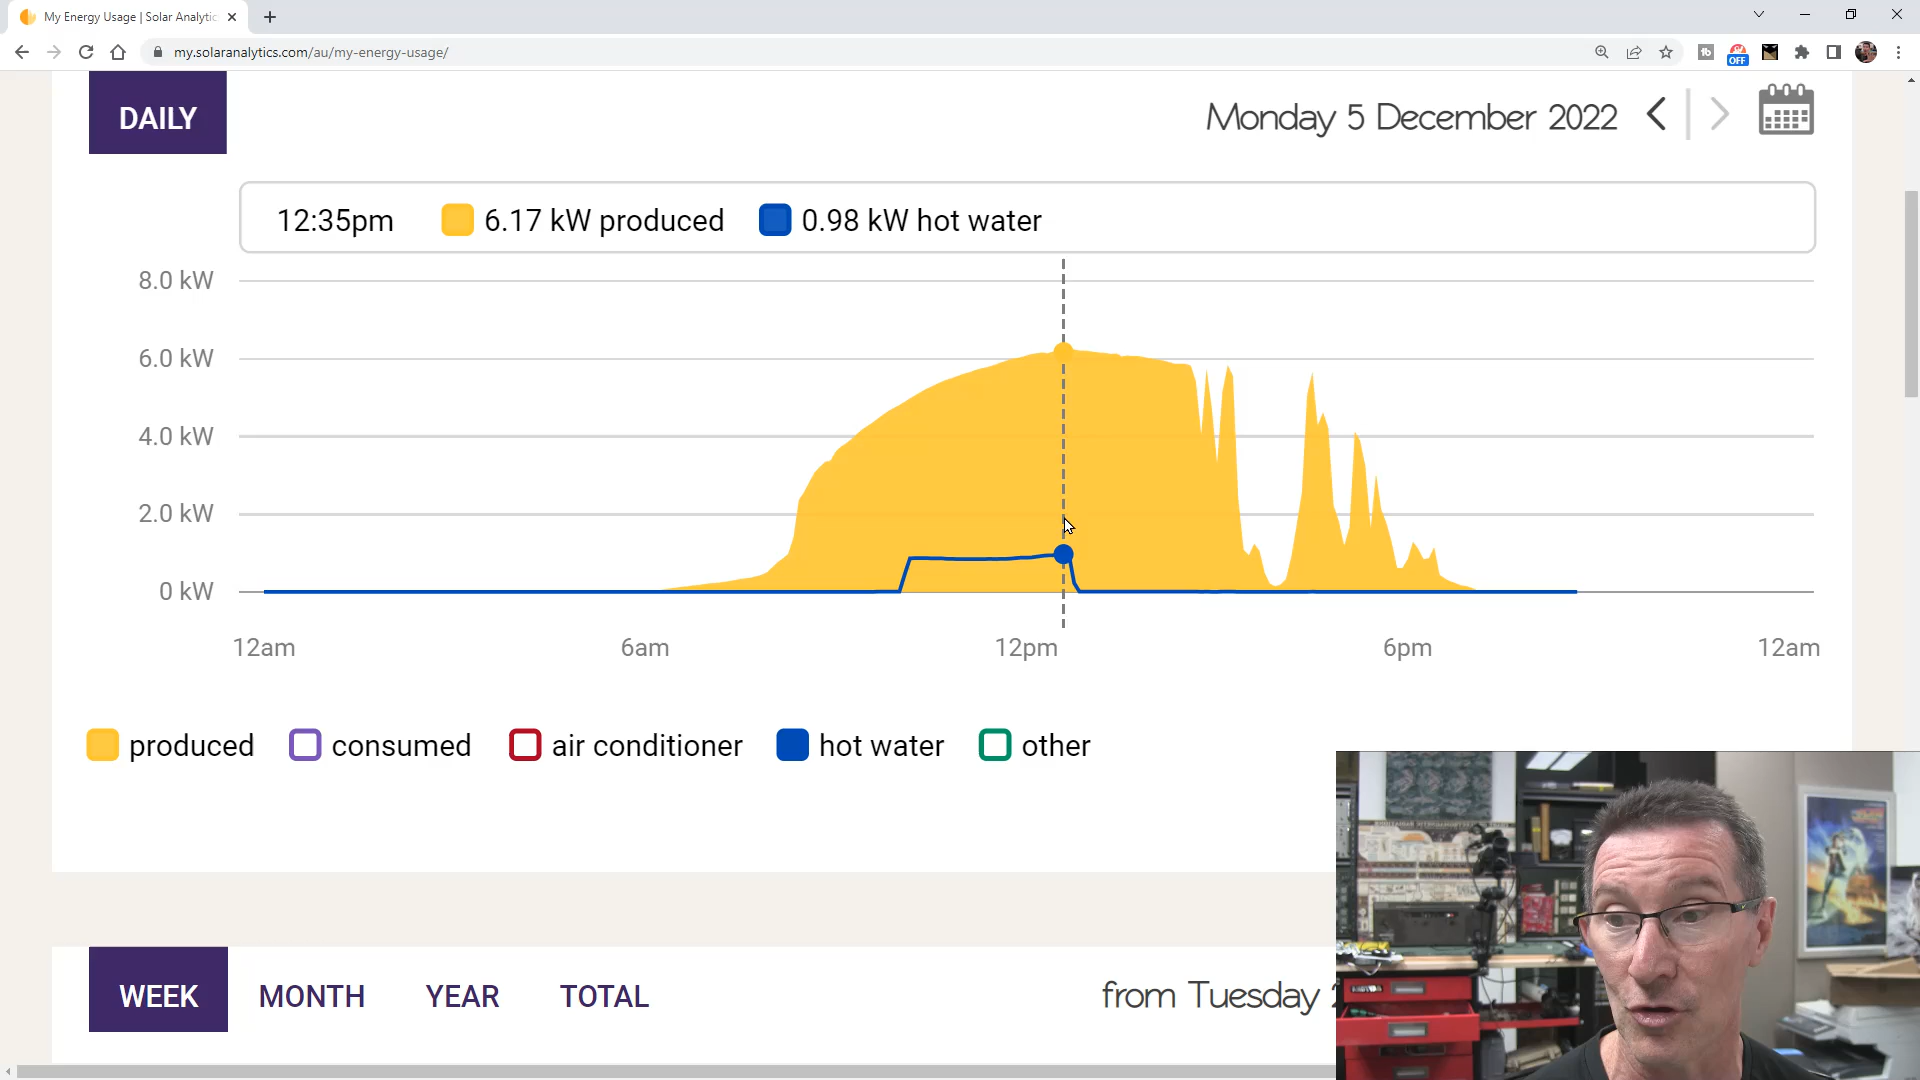 My Energy Usage | Solar Analytic
my.solaranalytics.com/au/my-energy-usage/
OFF
DAILY
Monday 5 December 2022
12:35pm 6.17 kW produced 0.98 kW hot water
8.0 kW
6.0 kW
4.0 kW
2.0 kW
0 kW
12am 6am 12pm 6pm 12am
produced consumed air conditioner hot water other
WEEK MONTH YEAR TOTAL
from Tuesday 2